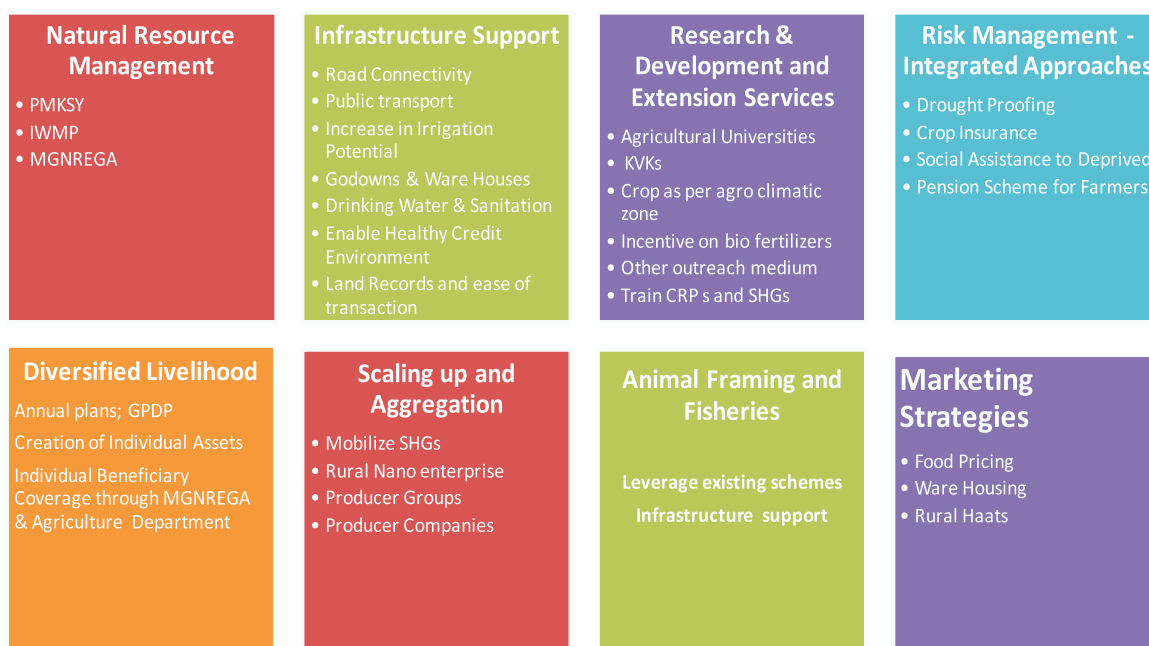 Natural Resource
Management
• PMKSY
• IWMP
• MGNREGA
Infrastructure Support
• Road Connectivity
• Public transport
• Increase in Irrigation
Potential
• Godowns & Ware Houses
• Drinking Water & Sanitation
• Enable Healthy Credit
Environment
• Land Records and ease of
transaction
Research &
Development and
Extension Services
• Agricultural Universities
• KVKs
• Crop as per agro climatic
zone
• Incentive on bio fertilizers
• Other outreach medium
• Train CRP s and SHGs
Risk Management -
Integrated Approaches
• Drought Proofing
• Crop Insurance
• Social Assistance to Deprived
• Pension Scheme for Farmers
Diversified Livelihood
Annual plans; GPDP
Creation of Individual Assets
Individual Beneficiary
Coverage through MGNREGA
& Agriculture Department
Scaling up and
Aggregation
• Mobilize SHGs
• Rural Nano enterprise
• Producer Groups
• Producer Companies
Animal Framing and
Fisheries
Leverage existing schemes
Infrastructure support
Marketing
Strategies
• Food Pricing
• Ware Housing
• Rural Haats